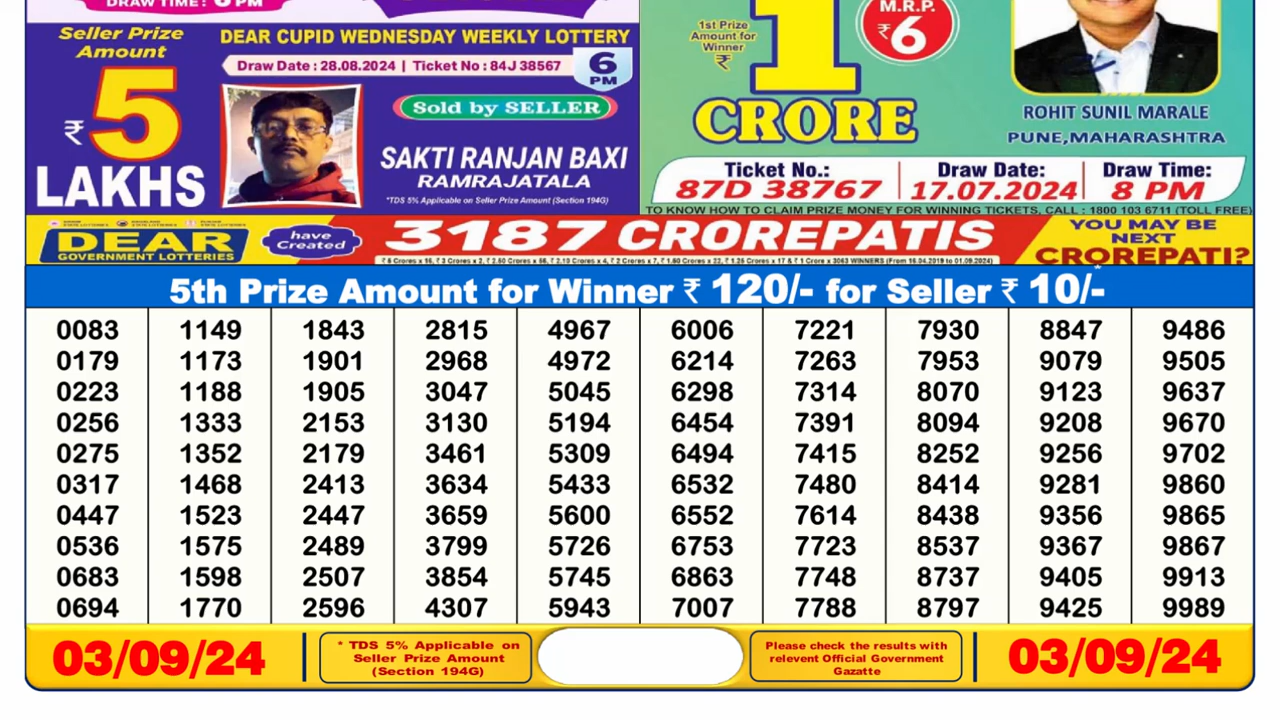 DRAW TIME: 6 PM
Seller Prize
Amount
₹5
LAKHS
DEAR CUPID WEDNESDAY WEEKLY LOTTERY
Draw Date : 28.08.2024 | Ticket No : 84J 38567
6
PM
Sold by SELLER
SAKTI RANJAN BAXI
RAMRAJATALA
*TDS 5% Applicable on Seller Prize Amount (Section 194G)
1st Prize
Amount for
Winner
₹
1
CRORE
M.R.P.
₹6
ROHIT SUNIL MARALE
PUNE,MAHARASHTRA
Ticket No.: Draw Date: Draw Time:
87D 38767 17.07.2024 8 PM
TO KNOW HOW TO CLAIM PRIZE MONEY FOR WINNING TICKETS, CALL : 1800 103 6711 (TOLL FREE)
DEAR
GOVERNMENT LOTTERIES
have
Created
3187 CROREPATIS
YOU MAY BE
NEXT
CROREPATI?
5th Prize Amount for Winner ₹ 120/- for Seller ₹ 10/-*
0083 1149 1843 2815 4967 6006 7221 7930 8847 9486
0179 1173 1901 2968 4972 6214 7263 7953 9079 9505
0223 1188 1905 3047 5045 6298 7314 8070 9123 9637
0256 1333 2153 3130 5194 6454 7391 8094 9208 9670
0275 1352 2179 3461 5309 6494 7415 8252 9256 9702
0317 1468 2413 3634 5433 6532 7480 8414 9281 9860
0447 1523 2447 3659 5600 6552 7614 8438 9356 9865
0536 1575 2489 3799 5726 6753 7723 8537 9367 9867
0683 1598 2507 3854 5745 6863 7748 8737 9405 9913
0694 1770 2596 4307 5943 7007 7788 8797 9425 9989
03/09/24
* TDS 5% Applicable on
Seller Prize Amount
(Section 194G)
Please check the results with
relevent Official Government
Gazatte
03/09/24